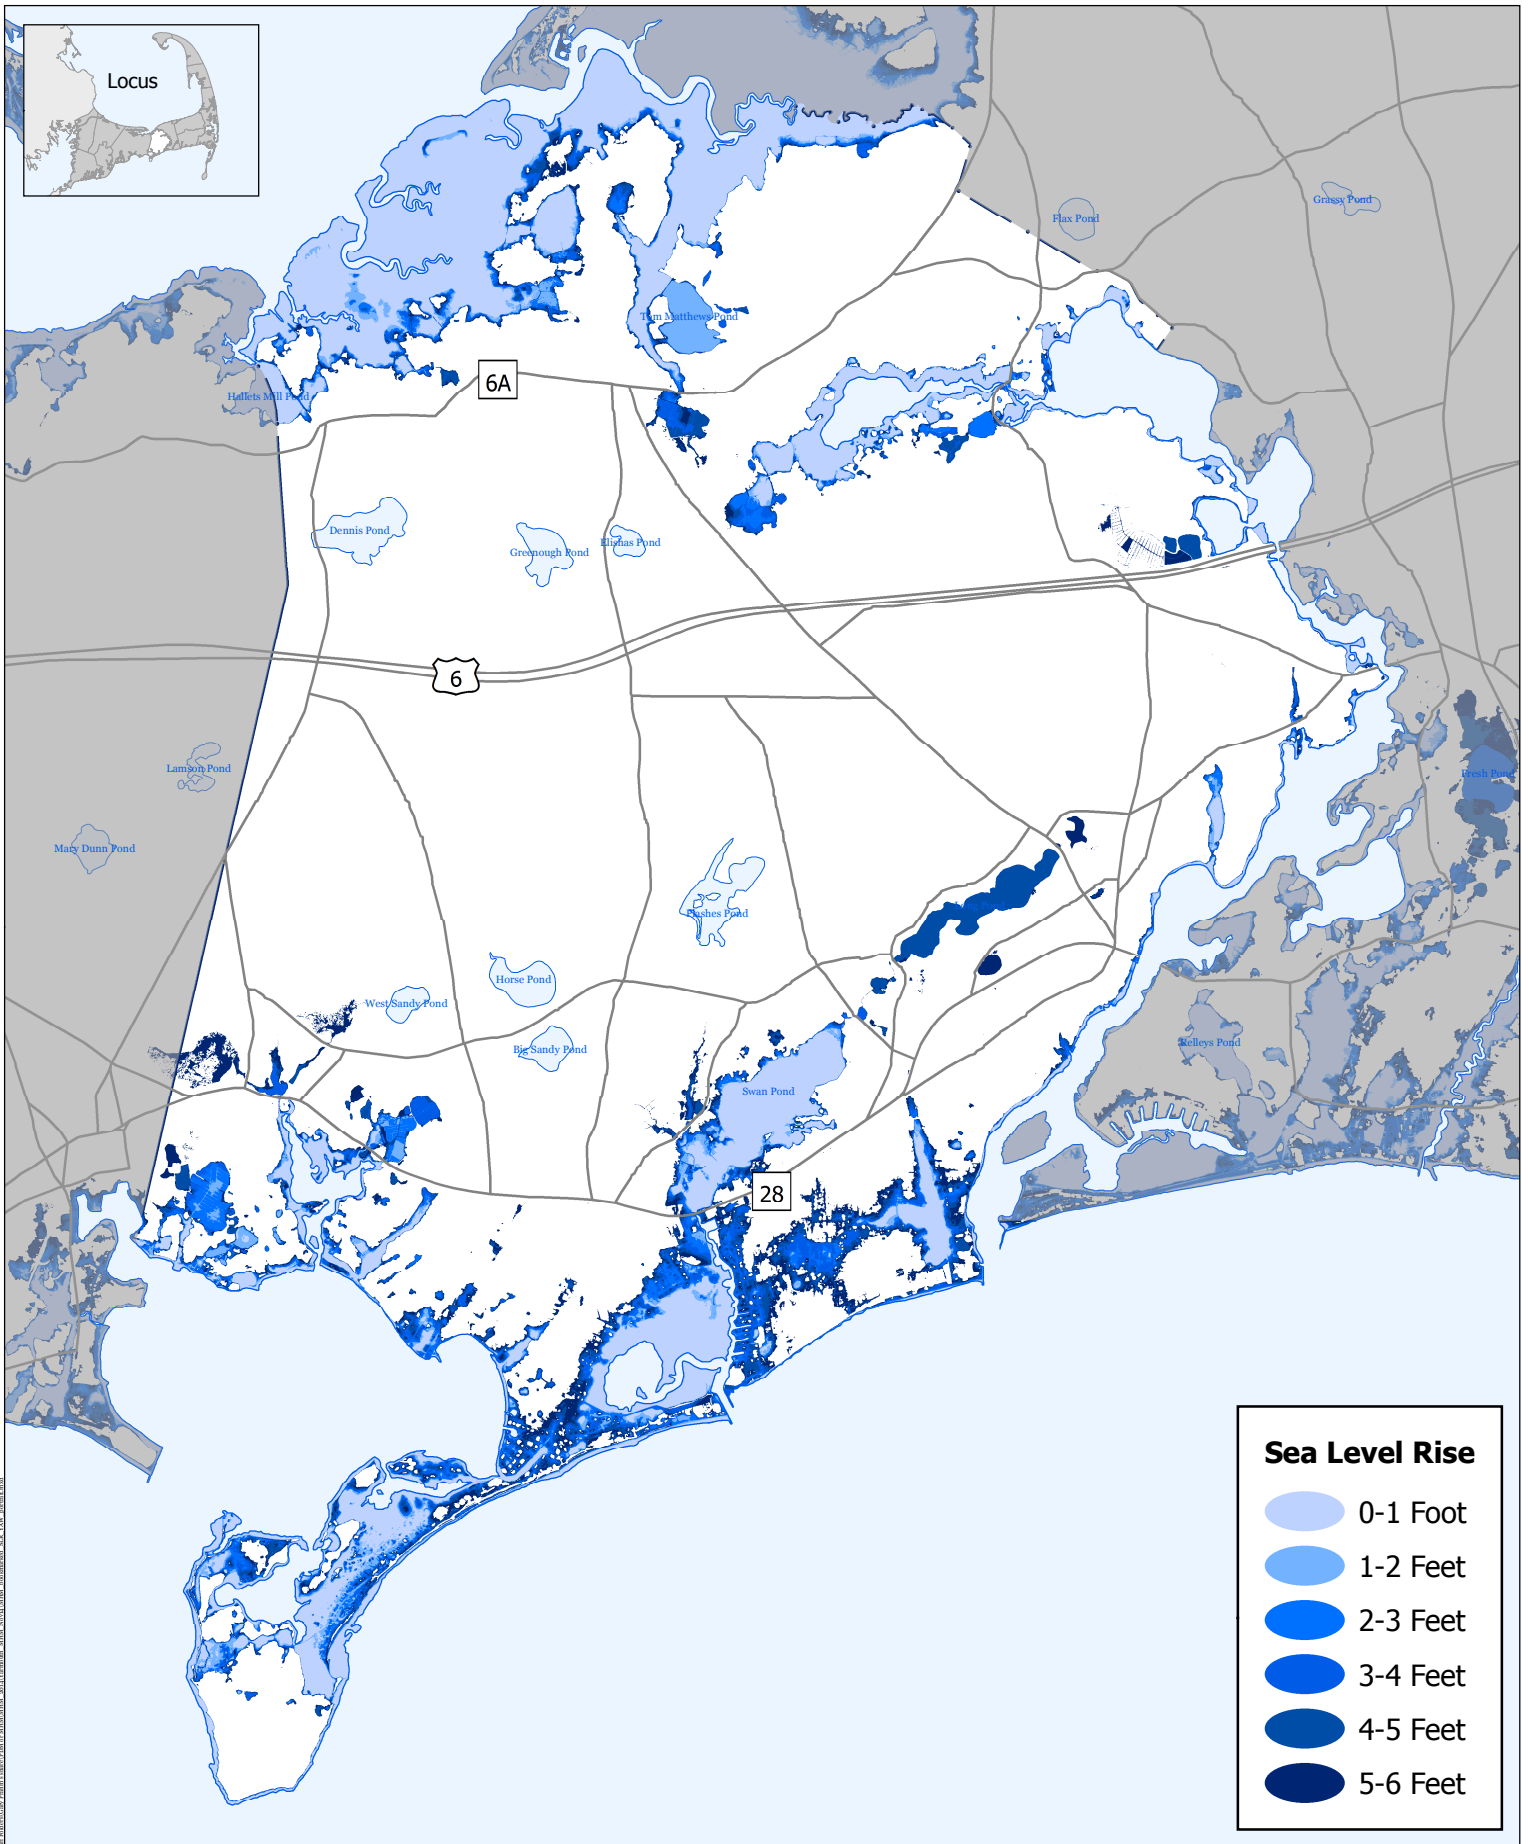 Locus
Grassy Pond
Flax Pond
Tom Matthews Pond
6A
Hallets Mill Pond
Dennis Pond
Greenough Pond
Elishas Pond
6
Lamson Pond
Fresh Pond
Mary Dunn Pond
Plashes Pond
Horse Pond
West Sandy Pond
Big Sandy Pond
Kelleys Pond
Swan Pond
28
Sea Level Rise
0-1 Foot
1-2 Feet
2-3 Feet
3-4 Feet
4-5 Feet
5-6 Feet